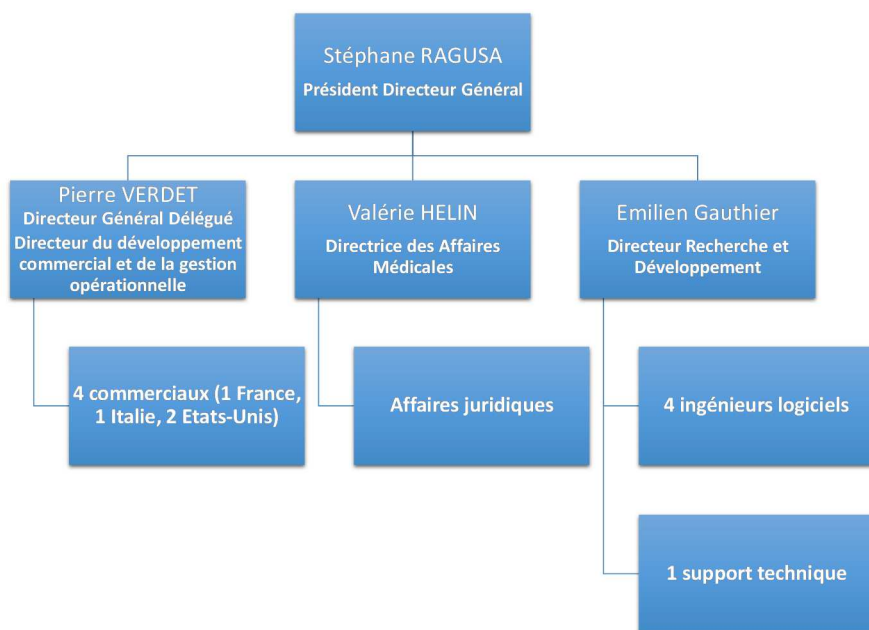 Stéphane RAGUSA
Président Directeur Général
Pierre VERDET
Directeur Général Délégué
Directeur du développement
commercial et de la gestion
opérationnelle
Valérie HELIN
Directrice des Affaires
Médicales
Emilien Gauthier
Directeur Recherche et
Développement
4 commerciaux (1 France,
1 Italie, 2 Etats-Unis)
Affaires juridiques
4 ingénieurs logiciels
1 support technique